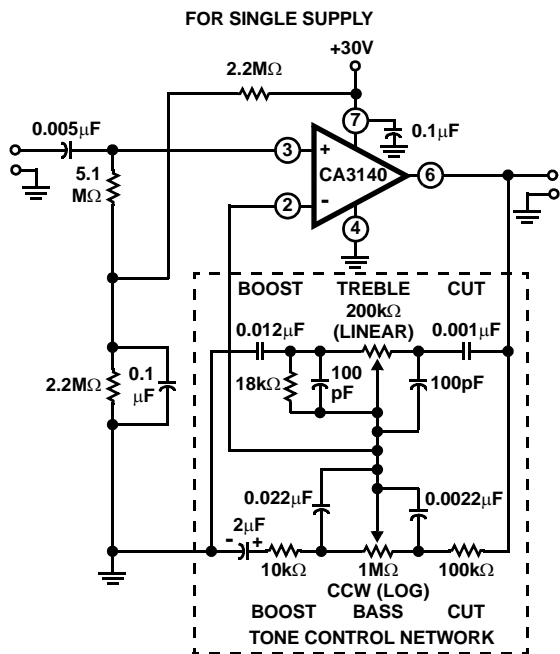 FOR SINGLE SUPPLY
+30V
2.2MΩ
7
0.1μF
0.005μF
3
+
CA3140
6
5.1
MΩ
2
-
4
BOOST TREBLE CUT
200kΩ
(LINEAR)
0.012μF
0.001μF
2.2MΩ
0.1
μF
18kΩ
100
pF
100pF
0.022μF
0.0022μF
2μF
- +
10kΩ
1MΩ
100kΩ
CCW (LOG)
BOOST BASS CUT
TONE CONTROL NETWORK